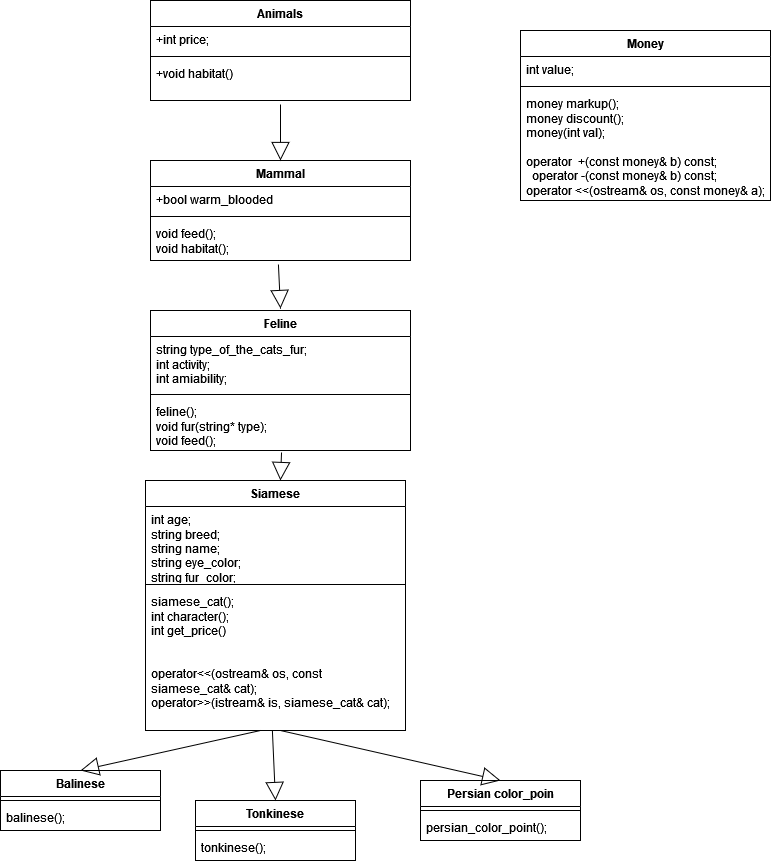 Animals
+int price;
+void habitat()
Money
int value;
money markup();
money discount();
money(int val);
operator  +(const money& b) const;
operator -(const money& b) const;
operator <<(ostream& os, const money& a);
Mammal
+bool warm_blooded
void feed();
void habitat();
Feline
string type_of_the_cats_fur;
int activity;
int amiability;
feline();
void fur(string* type);
void feed();
Siamese
int age;
string breed;
string name;
string eye_color;
string fur_color;
siamese_cat();
int character();
int get_price()
operator<<(ostream& os, const
siamese_cat& cat);
operator>>(istream& is, siamese_cat& cat);
Balinese
balinese();
Tonkinese
tonkinese();
Persian color_poin
persian_color_point();